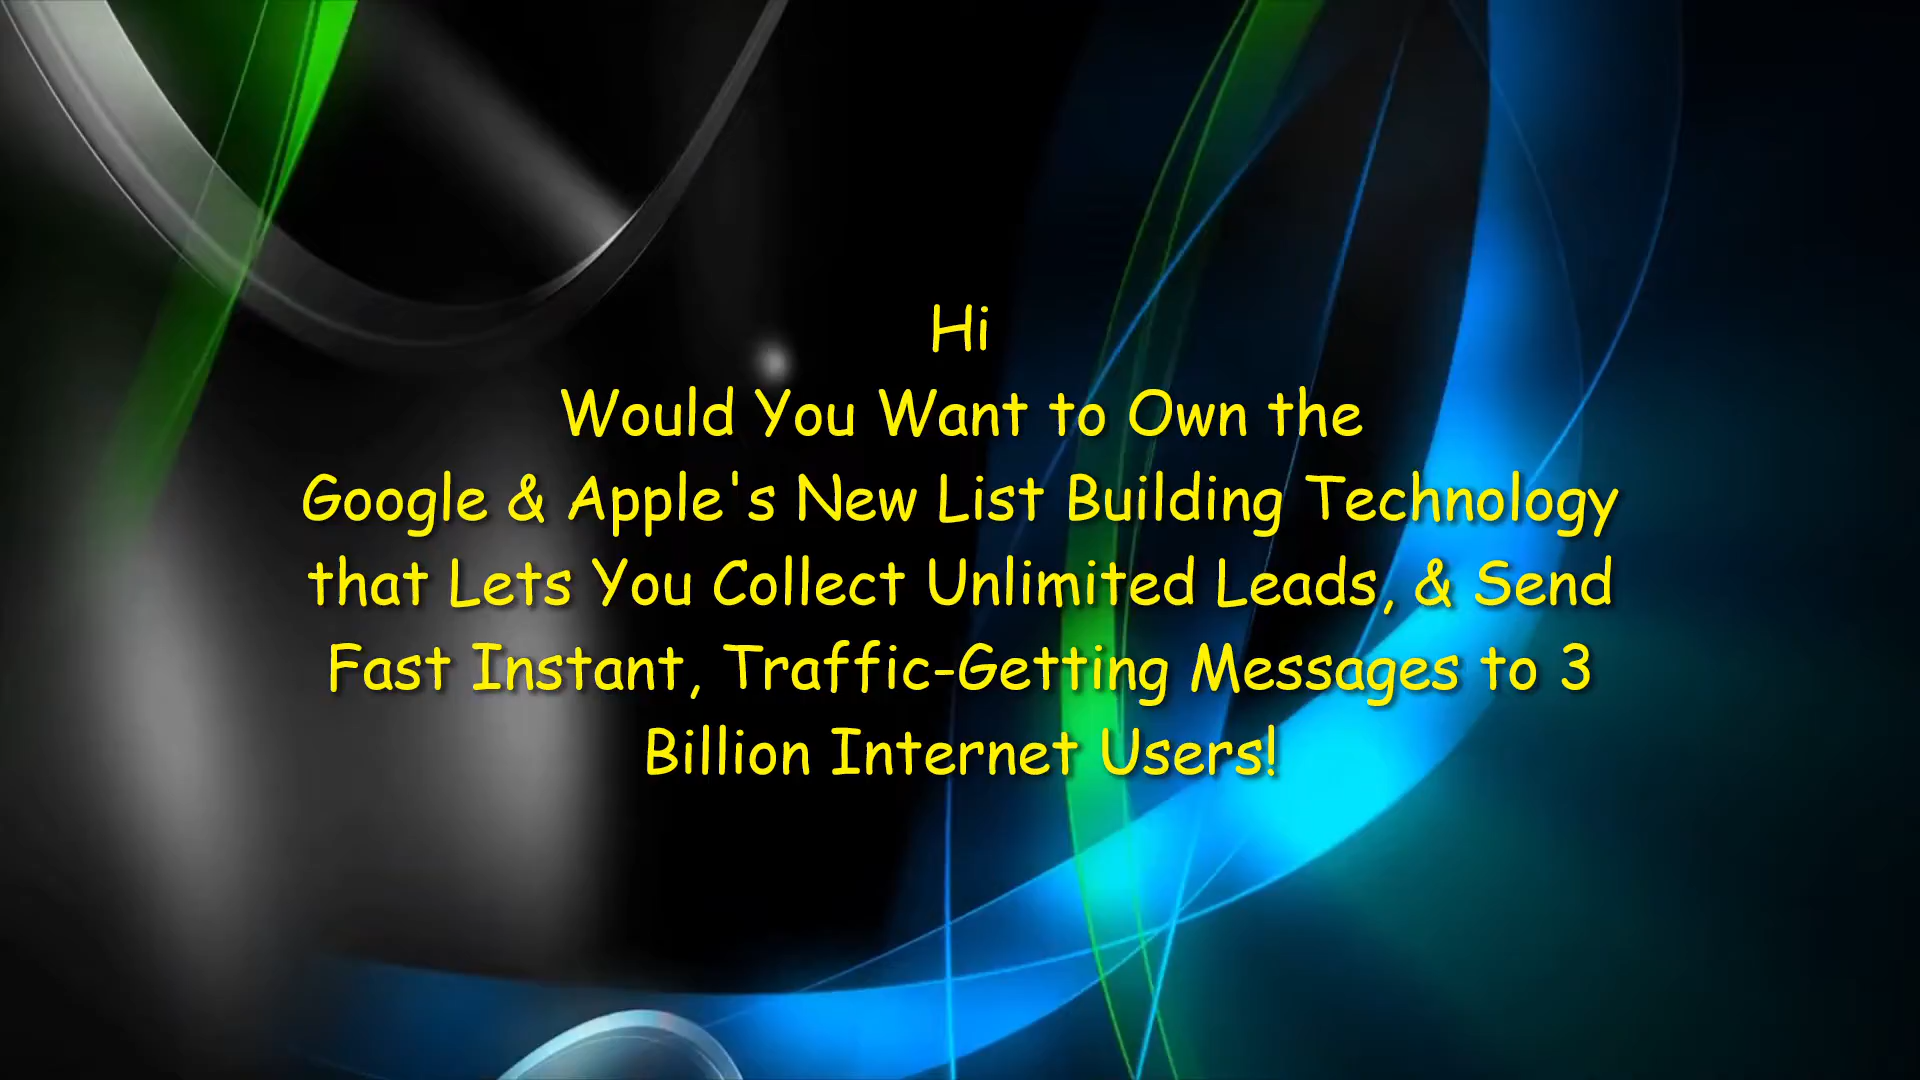 Hi
Would You Want to Own the
Google & Apple's New List Building Technology
that Lets You Collect Unlimited Leads, & Send
Fast Instant, Traffic-Getting Messages to 3
Billion Internet Users!